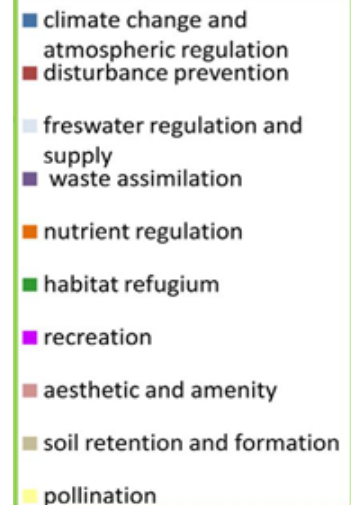 climate change and
atmospheric regulation
disturbance prevention
freswater regulation and
supply
waste assimilation
nutrient regulation
habitat refugium
recreation
aesthetic and amenity
soil retention and formation
pollination